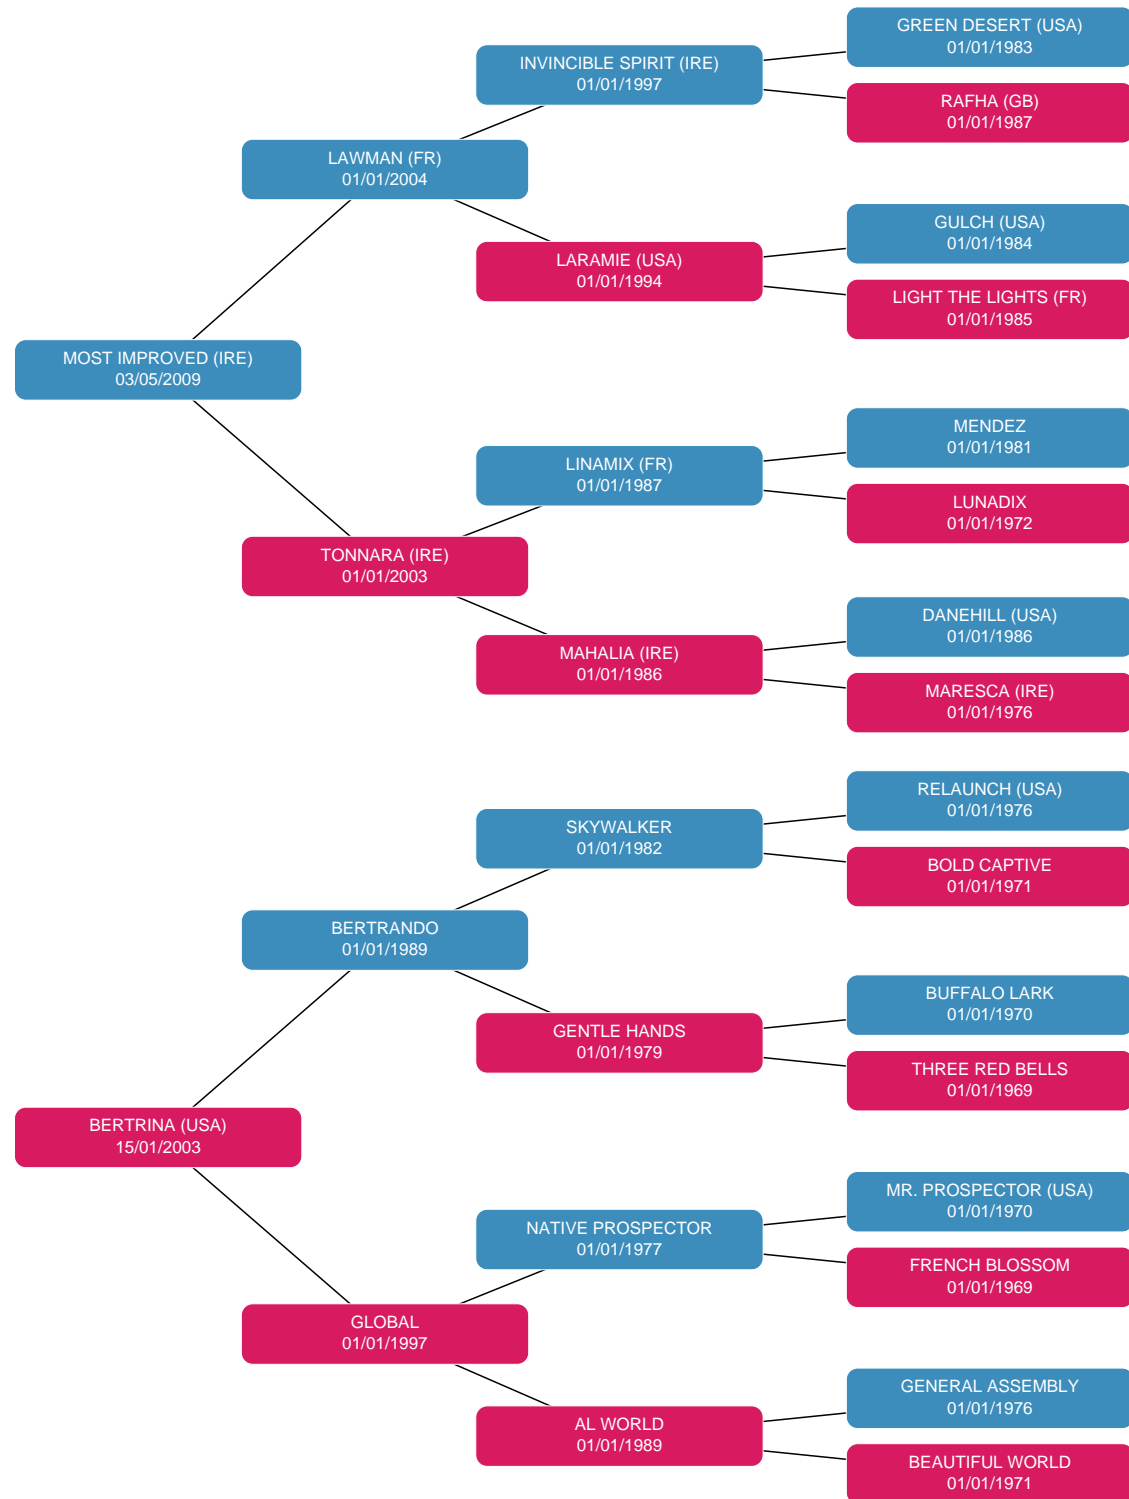 GREEN DESERT (USA)
01/01/1983
INVINCIBLE SPIRIT (IRE)
01/01/1997
RAFHA (GB)
01/01/1987
LAWMAN (FR)
01/01/2004
GULCH (USA)
01/01/1984
LARAMIE (USA)
01/01/1994
LIGHT THE LIGHTS (FR)
01/01/1985
MOST IMPROVED (IRE)
03/05/2009
MENDEZ
01/01/1981
LINAMIX (FR)
01/01/1987
LUNADIX
01/01/1972
TONNARA (IRE)
01/01/2003
DANEHILL (USA)
01/01/1986
MAHALIA (IRE)
01/01/1986
MARESCA (IRE)
01/01/1976
RELAUNCH (USA)
01/01/1976
SKYWALKER
01/01/1982
BOLD CAPTIVE
01/01/1971
BERTRANDO
01/01/1989
BUFFALO LARK
01/01/1970
GENTLE HANDS
01/01/1979
THREE RED BELLS
01/01/1969
BERTRINA (USA)
15/01/2003
MR. PROSPECTOR (USA)
01/01/1970
NATIVE PROSPECTOR
01/01/1977
FRENCH BLOSSOM
01/01/1969
GLOBAL
01/01/1997
GENERAL ASSEMBLY
01/01/1976
AL WORLD
01/01/1989
BEAUTIFUL WORLD
01/01/1971